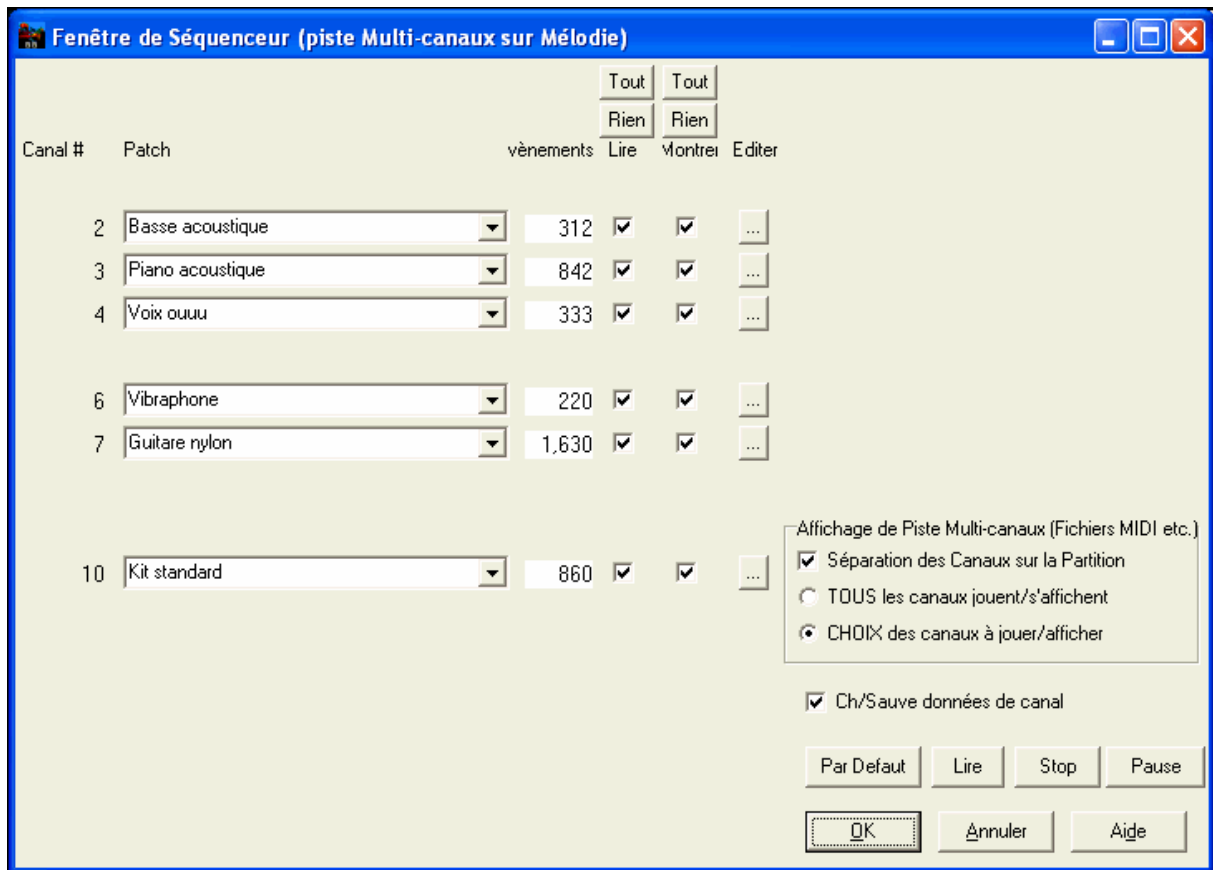 Fenêtre de Séquenceur (piste Multi-canaux sur Mélodie)
Tout Tout
Rien Rien
Canal # Patch vènements Lire Montrer Editer
2 Basse acoustique 312 ...
3 Piano acoustique 842 ...
4 Voix ouuu 333 ...
6 Vibraphone 220 ...
7 Guitare nylon 1,630 ...
Affichage de Piste Multi-canaux (Fichiers MIDI etc.)
10 Kit standard 860 ...
Séparation des Canaux sur la Partition
TOUS les canaux jouent/s'affichent
CHOIX des canaux à jouer/afficher
Ch/Sauve données de canal
Par Defaut Lire Stop Pause
OK Annuler Aide